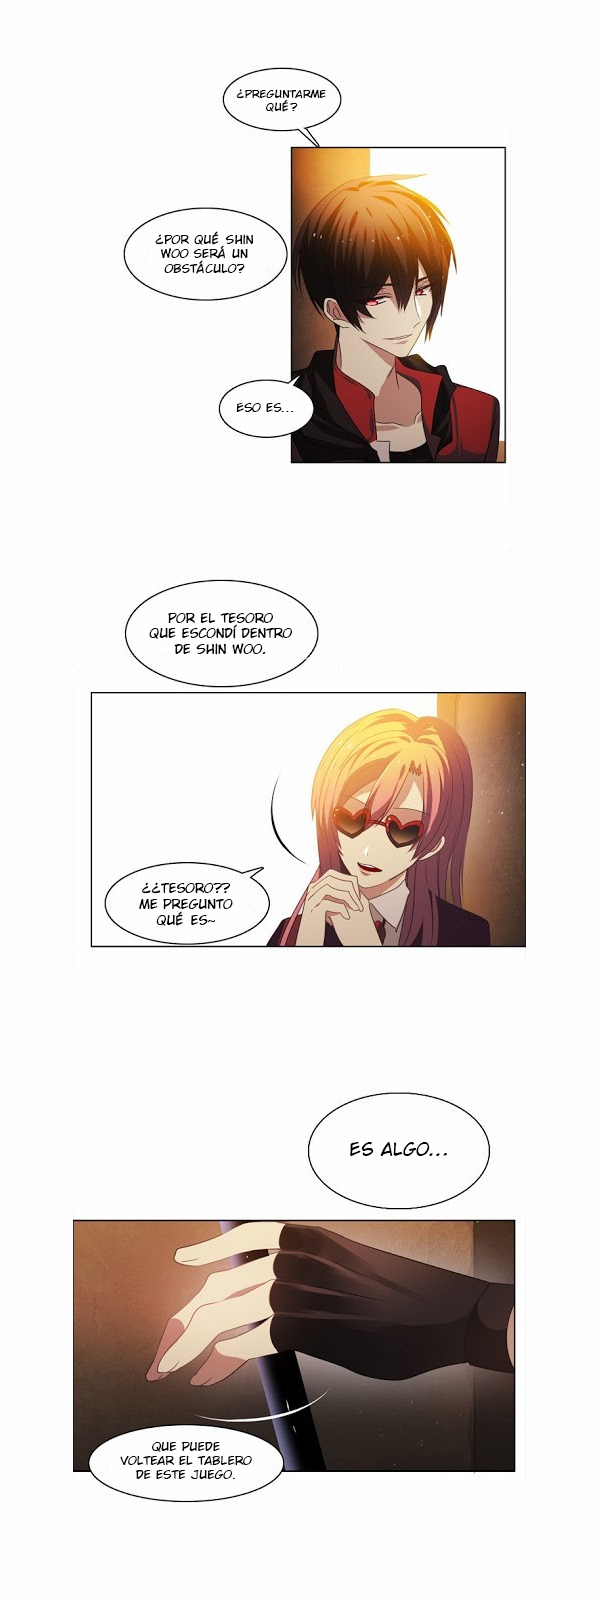 ¿PREGUNTARME
QUÉ?
¿POR QUÉ SHIN
WOO SERÁ UN
OBSTÁCULO?
ESO ES...
POR EL TESORO
QUE ESCONDÍ DENTRO
DE SHIN WOO.
¿¿TESORO??
ME PREGUNTO
QUÉ ES~
ES ALGO...
QUE PUEDE
VOLTEAR EL TABLERO
DE ESTE JUEGO.